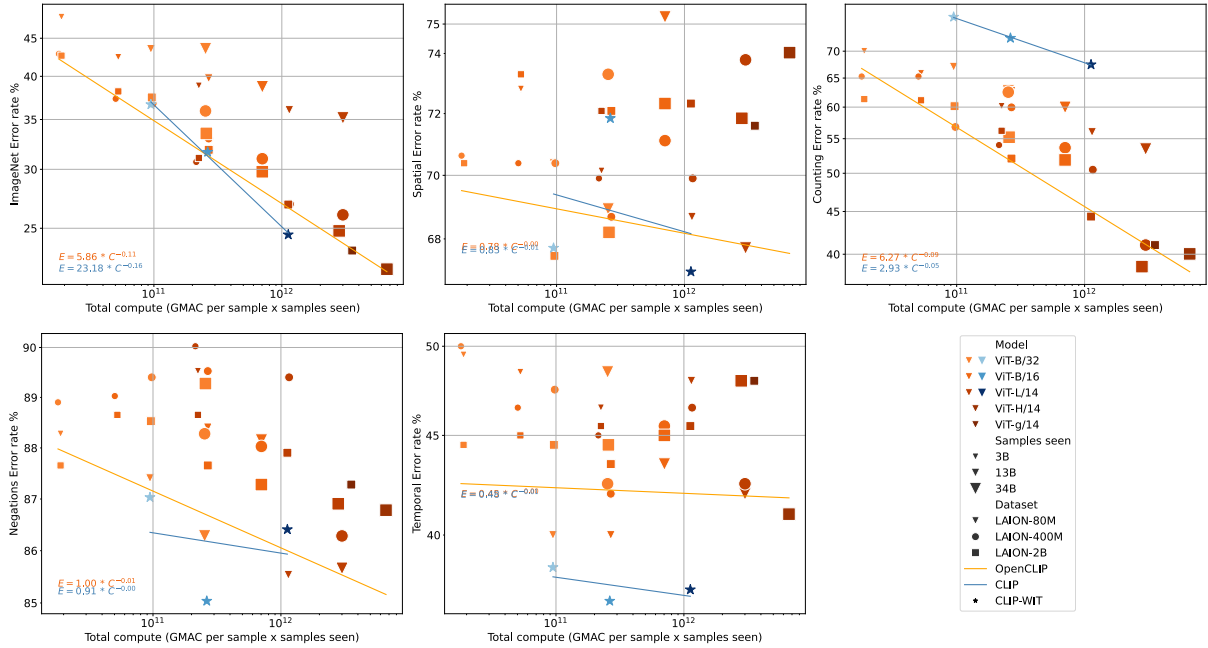 45
40
35
30
25
ImageNet Error rate %
E = 5.86 * C^{-0.11}
E = 23.18 * C^{-0.16}
10^{11}
10^{12}
Total compute (GMAC per sample x samples seen)
75
74
72
70
68
Spatial Error rate %
10^{11}
10^{12}
Total compute (GMAC per sample x samples seen)
70
65
60
55
50
45
40
Counting Error rate %
E = 6.27 * C^{-0.09}
E = 2.93 * C^{-0.05}
10^{11}
10^{12}
Total compute (GMAC per sample x samples seen)
90
89
88
87
86
85
Negations Error rate %
E = 1.00 * C^{-0.01}
E = 0.91 * C^{-0.00}
10^{11}
10^{12}
Total compute (GMAC per sample x samples seen)
50
45
40
Temporal Error rate %
10^{11}
10^{12}
Total compute (GMAC per sample x samples seen)
Model
ViT-B/32
ViT-B/16
ViT-L/14
ViT-H/14
ViT-g/14
Samples seen
3B
13B
34B
Dataset
LAION-80M
LAION-400M
LAION-2B
OpenCLIP
CLIP
CLIP-WIT